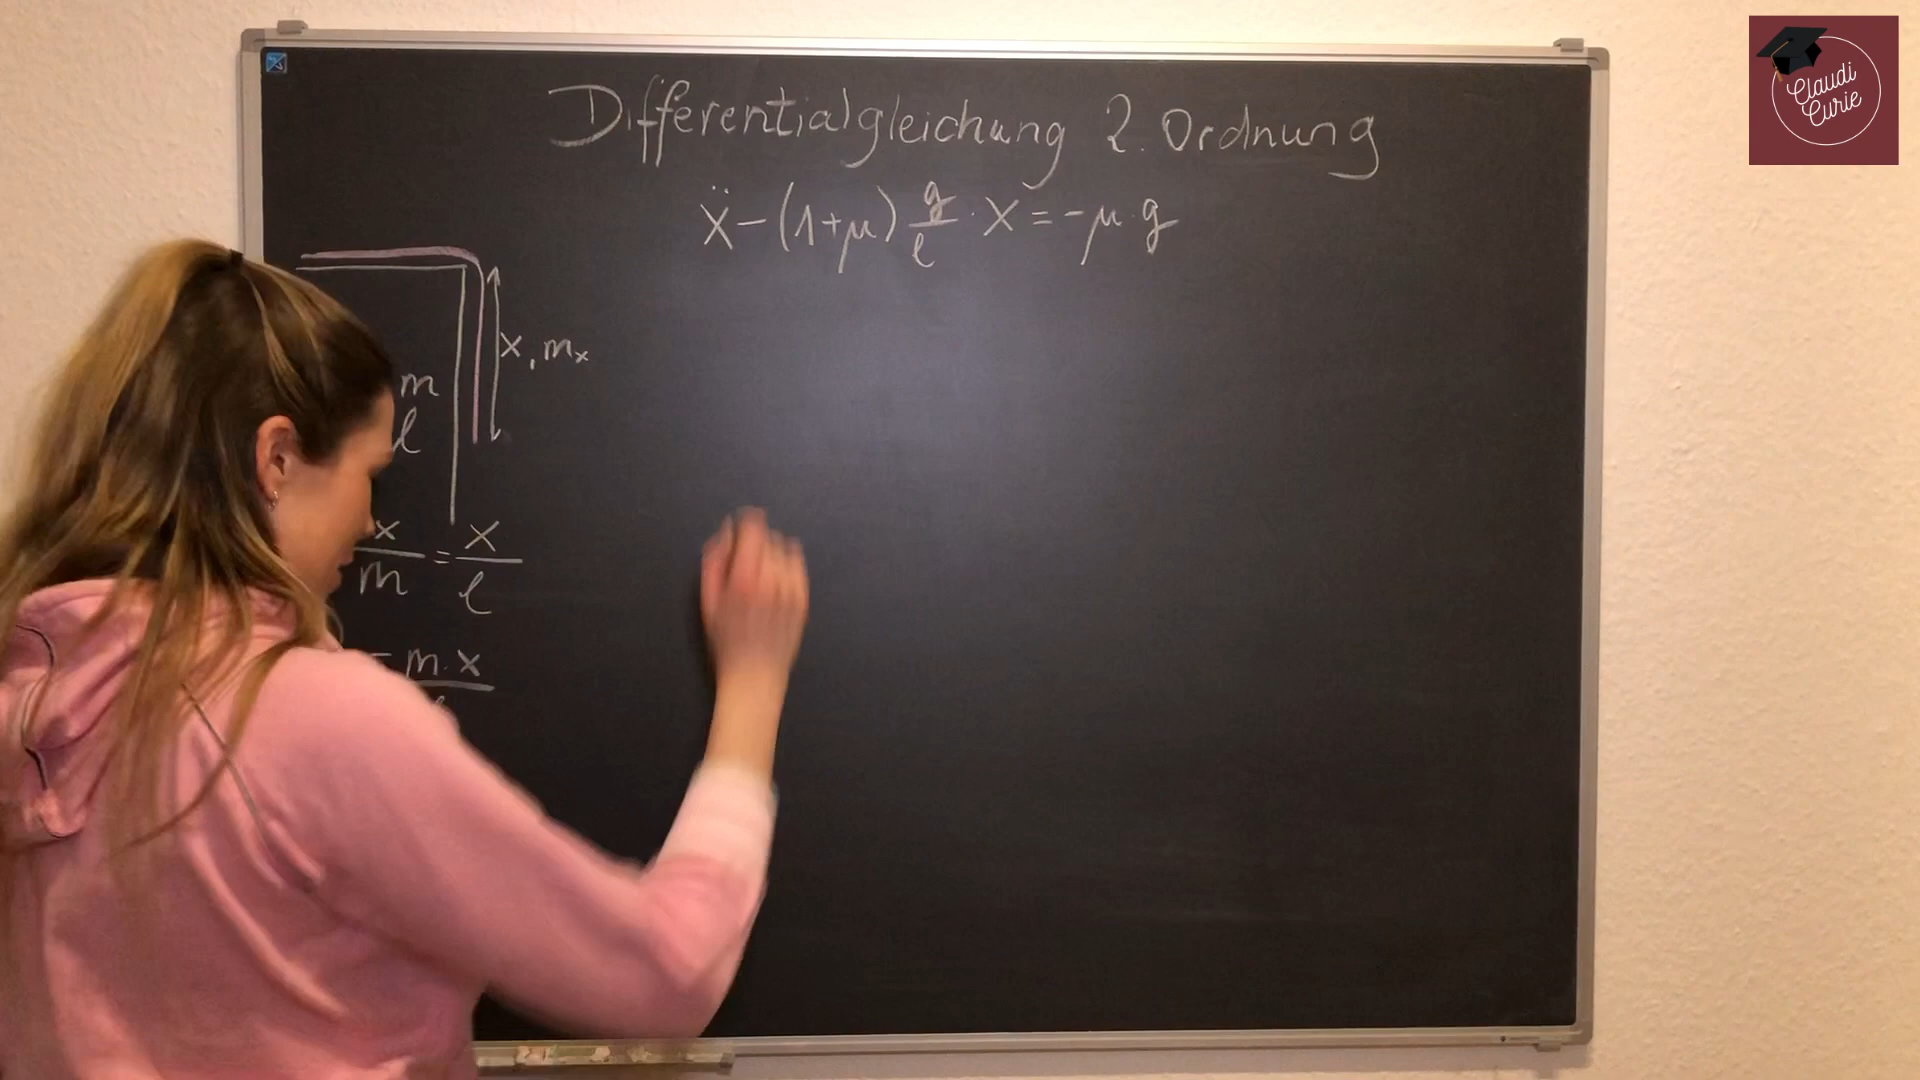 Differentialgleichung 2. Ordnung
ẍ - (1+μ) g/l · x = -μ·g
x, mₓ
m
l
x/m = x/l
m·x
Claudi
Curie